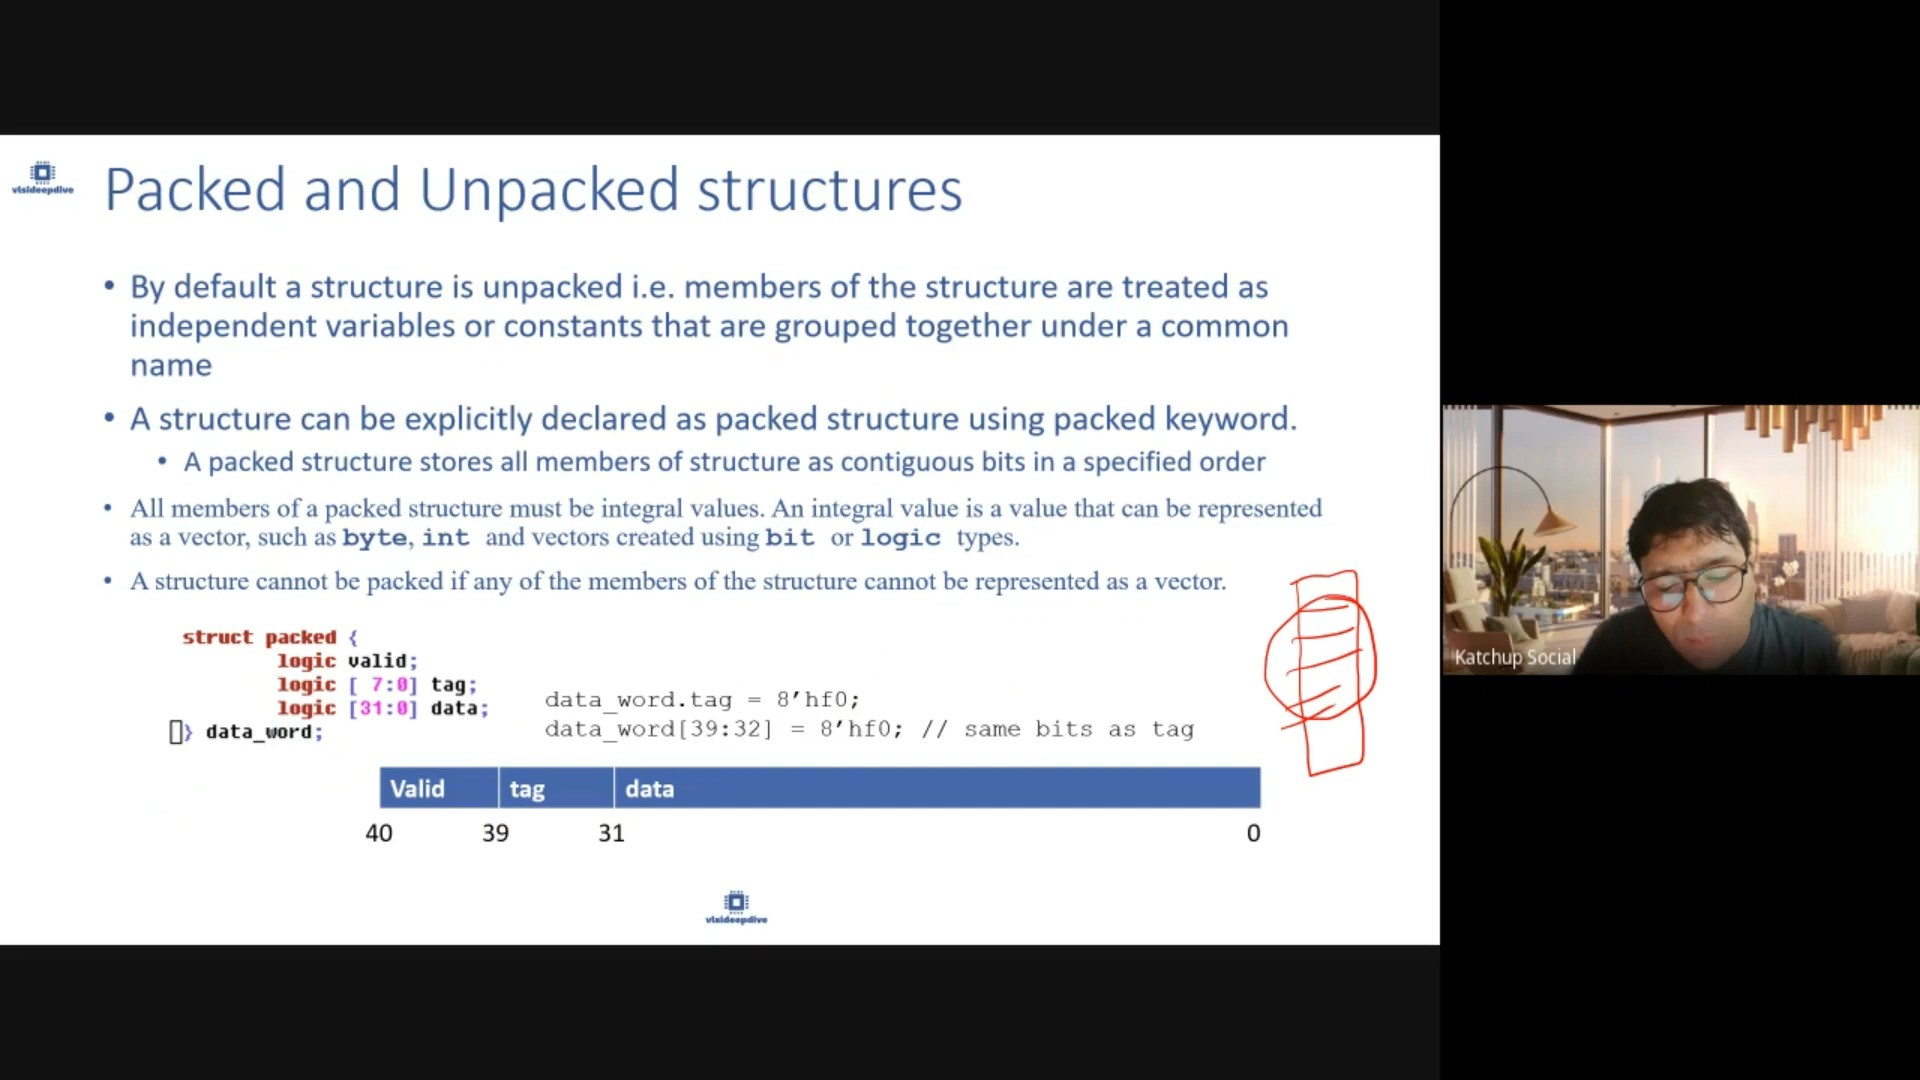 vlsideepdive
Packed and Unpacked structures
• By default a structure is unpacked i.e. members of the structure are treated as
independent variables or constants that are grouped together under a common
name
• A structure can be explicitly declared as packed structure using packed keyword.
• A packed structure stores all members of structure as contiguous bits in a specified order
• All members of a packed structure must be integral values. An integral value is a value that can be represented
as a vector, such as byte, int and vectors created using bit or logic types.
• A structure cannot be packed if any of the members of the structure cannot be represented as a vector.
struct packed {
logic valid;
logic [ 7:0] tag;
logic [31:0] data;
} data_word;
data_word.tag = 8’hf0;
data_word[39:32] = 8’hf0; // same bits as tag
Valid tag data
40 39 31 0
vlsideepdive
Katchup Social